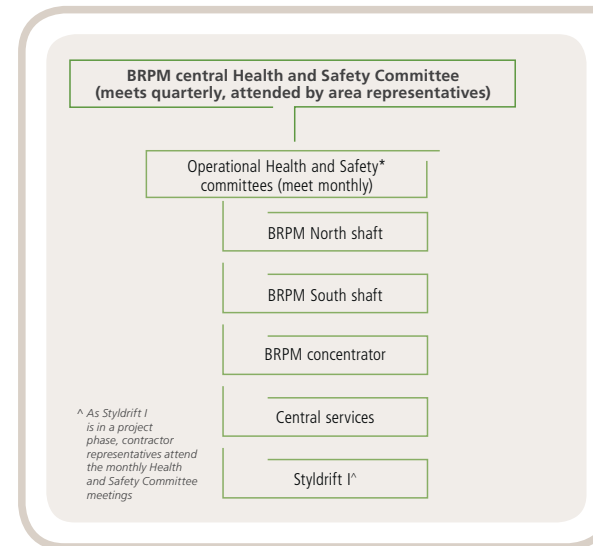 BRPM central Health and Safety Committee
(meets quarterly, attended by area representatives)
Operational Health and Safety*
committees (meet monthly)
BRPM North shaft
BRPM South shaft
BRPM concentrator
Central services
Styldrift I^
^ As Styldrift I
is in a project
phase, contractor
representatives attend
the monthly Health
and Safety Committee
meetings